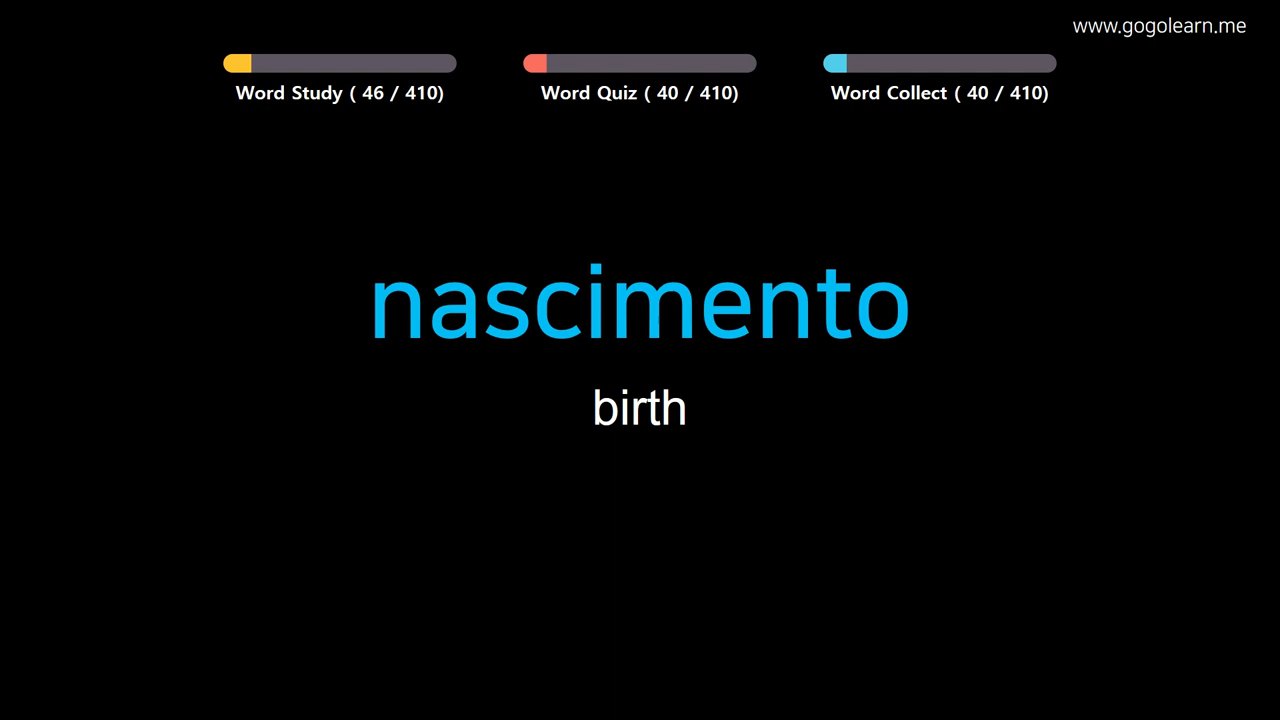 www.gogolearn.me
Word Study ( 46 / 410)
Word Quiz ( 40 / 410)
Word Collect ( 40 / 410)
nascimento
birth